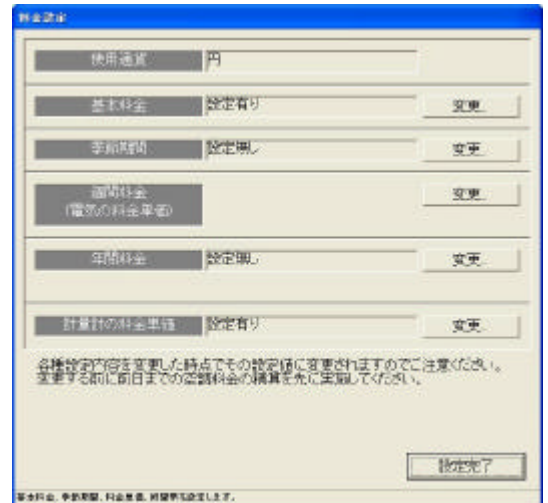 料金設定
使用通貨 円
基本料金 設定有り 変更
季節期間 設定無し 変更
週間料金 変更
(電気の料金単価)
年間料金 設定無し 変更
計量計の料金単価 設定有り 変更
各種設定内容を変更した時点でその設定値に変更されますのでご注意ください。
変更する前に前日までの空調料金の積算を先に実施してください。
設定完了
基本料金、季節期間、料金単価、時間帯を設定します。